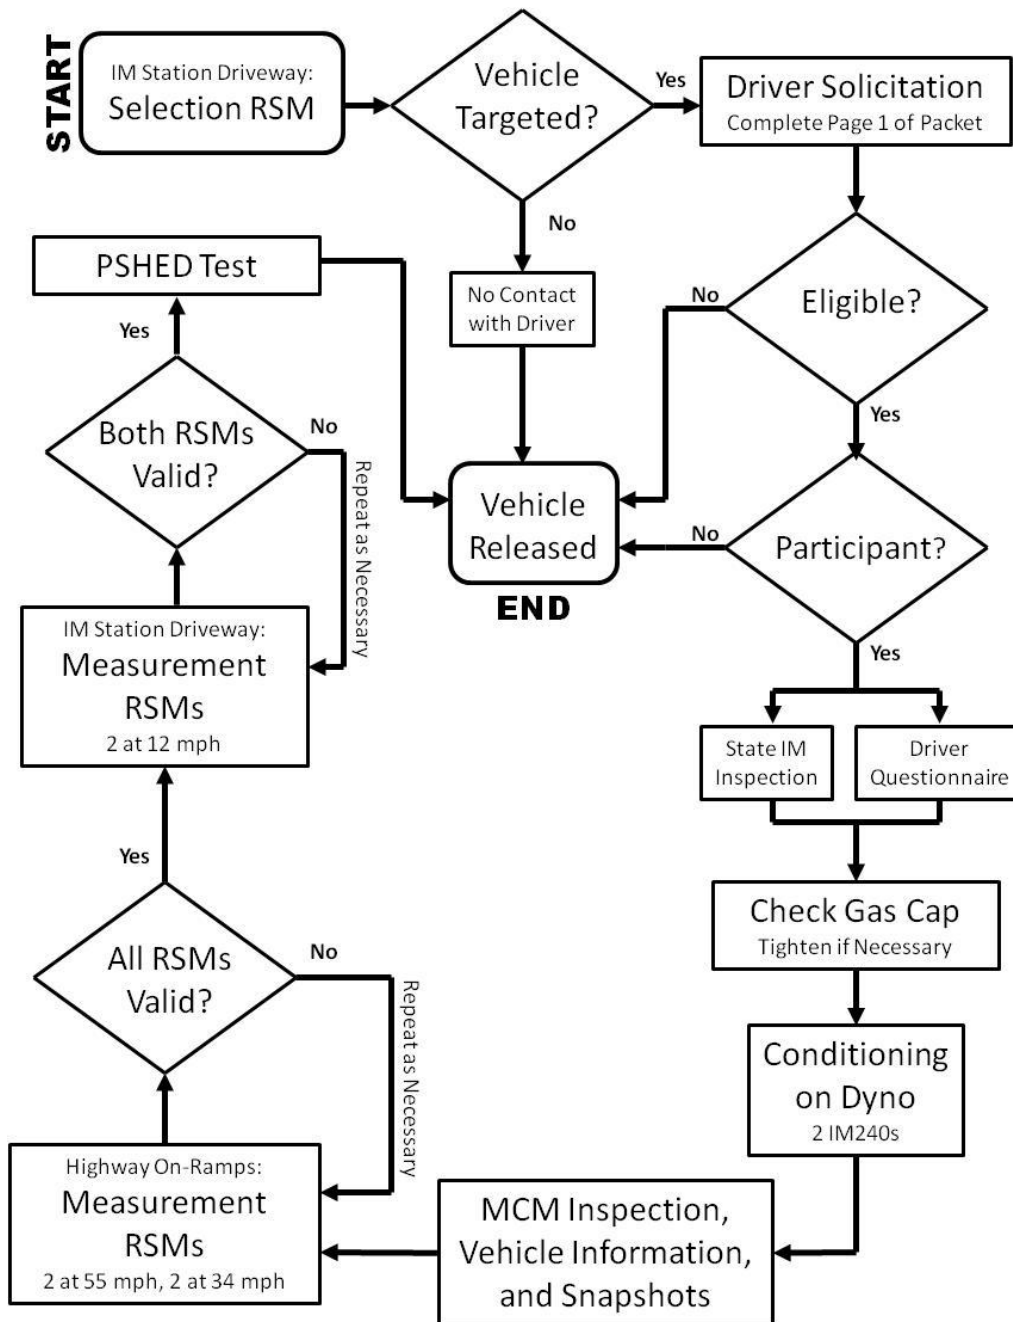 START
IM Station Driveway:
Selection RSM
Vehicle
Targeted?
Yes
Driver Solicitation
Complete Page 1 of Packet
No
No Contact
with Driver
Eligible?
No
Yes
Participant?
No
Vehicle
Released
END
Yes
State IM
Inspection
Driver
Questionnaire
Check Gas Cap
Tighten if Necessary
Conditioning
on Dyno
2 IM240s
MCM Inspection,
Vehicle Information,
and Snapshots
Highway On-Ramps:
Measurement
RSMs
2 at 55 mph, 2 at 34 mph
All RSMs
Valid?
No
Repeat as Necessary
Yes
IM Station Driveway:
Measurement
RSMs
2 at 12 mph
Both RSMs
Valid?
No
Repeat as Necessary
Yes
PSHED Test